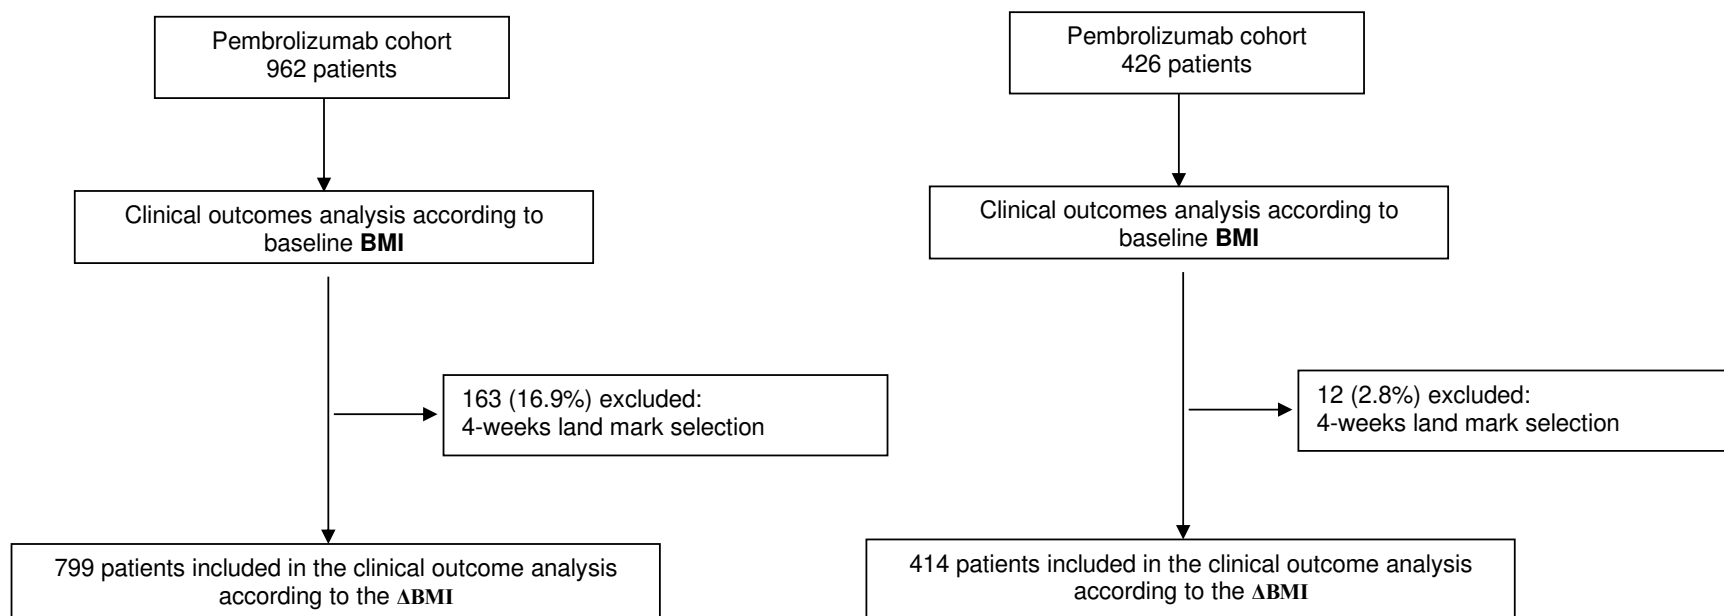 Pembrolizumab cohort
962 patients
Clinical outcomes analysis according to
baseline BMI
163 (16.9%) excluded:
4-weeks land mark selection
799 patients included in the clinical outcome analysis
according to the ΔBMI
Pembrolizumab cohort
426 patients
Clinical outcomes analysis according to
baseline BMI
12 (2.8%) excluded:
4-weeks land mark selection
414 patients included in the clinical outcome analysis
according to the ΔBMI